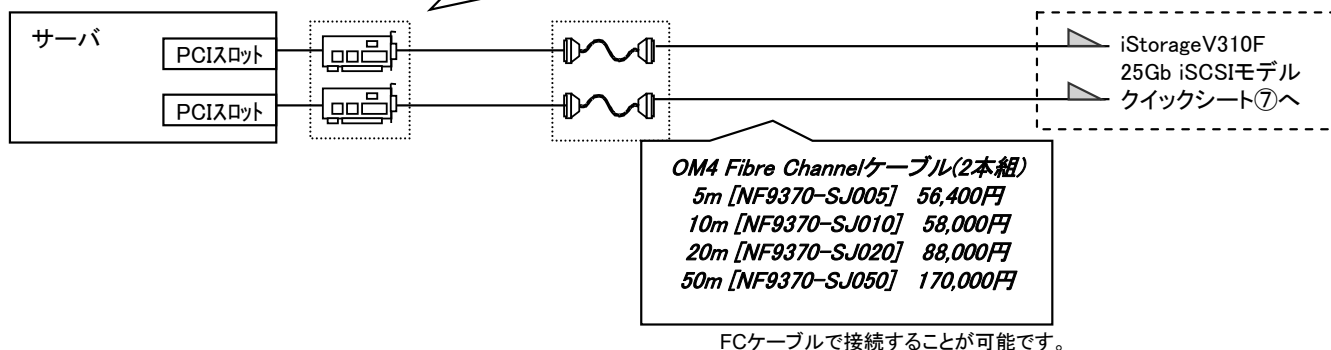 サーバ
PCIスロット
PCIスロット
iStorageV310F
25Gb iSCSIモデル
クイックシート⑦へ
OM4 Fibre Channelケーブル(2本組)
5m [NF9370-SJ005] 56,400円
10m [NF9370-SJ010] 58,000円
20m [NF9370-SJ020] 88,000円
50m [NF9370-SJ050] 170,000円
FCケーブルで接続することが可能です。